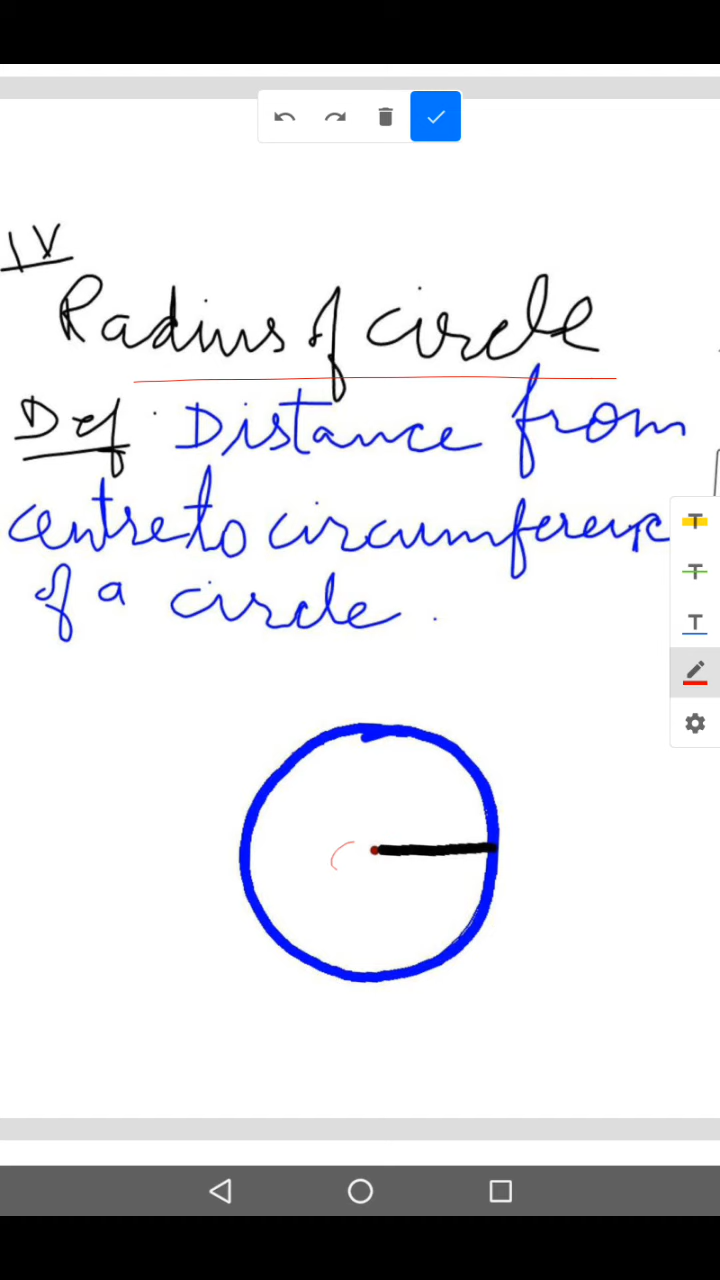 IV
Radius of circle
Def. Distance from
centre to circumference
of a circle.